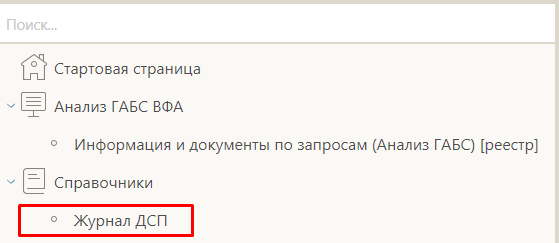 Поиск...
Стартовая страница
Анализ ГАБС ВФА
Информация и документы по запросам (Анализ ГАБС) [реестр]
Справочники
Журнал ДСП